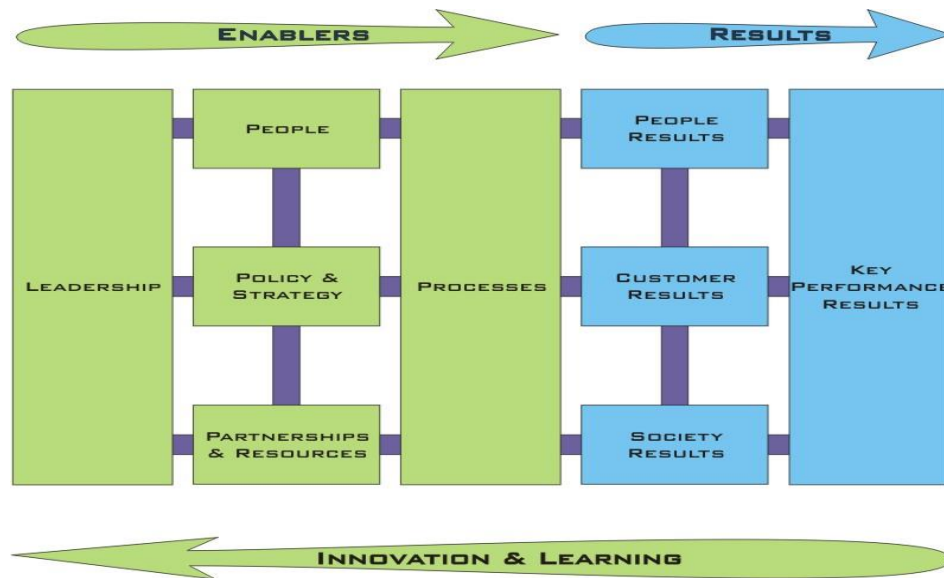 ENABLERS
RESULTS
LEADERSHIP
PEOPLE
POLICY &
STRATEGY
PARTNERSHIPS
& RESOURCES
PROCESSES
PEOPLE
RESULTS
CUSTOMER
RESULTS
SOCIETY
RESULTS
KEY
PERFORMANCE
RESULTS
INNOVATION & LEARNING